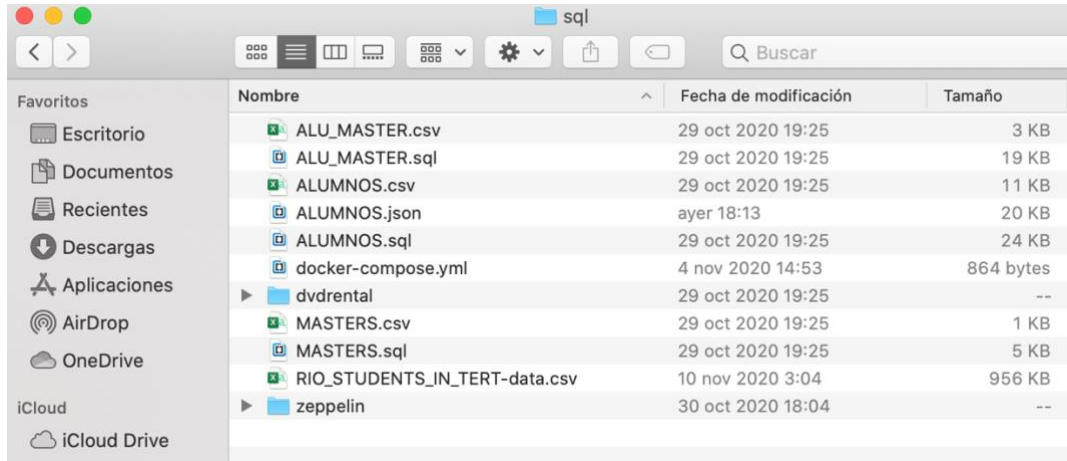 sql
Buscar
Favoritos
Escritorio
Documentos
Recientes
Descargas
Aplicaciones
AirDrop
OneDrive
iCloud
iCloud Drive
Nombre Fecha de modificación Tamaño
ALU_MASTER.csv 29 oct 2020 19:25 3 KB
ALU_MASTER.sql 29 oct 2020 19:25 19 KB
ALUMNOS.csv 29 oct 2020 19:25 11 KB
ALUMNOS.json ayer 18:13 20 KB
ALUMNOS.sql 29 oct 2020 19:25 24 KB
docker-compose.yml 4 nov 2020 14:53 864 bytes
dvdrental 29 oct 2020 19:25 --
MASTERS.csv 29 oct 2020 19:25 1 KB
MASTERS.sql 29 oct 2020 19:25 5 KB
RIO_STUDENTS_IN_TERT-data.csv 10 nov 2020 3:04 956 KB
zeppelin 30 oct 2020 18:04 --